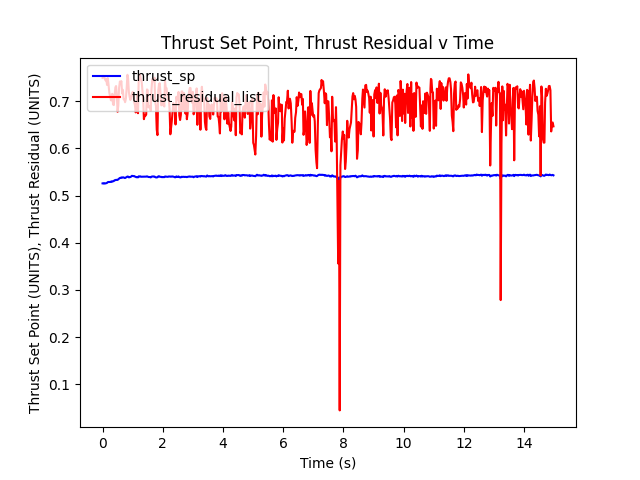 Thrust Set Point, Thrust Residual v Time
thrust_sp
thrust_residual_list
Thrust Set Point (UNITS), Thrust Residual (UNITS)
0.7
0.6
0.5
0.4
0.3
0.2
0.1
0 2 4 6 8 10 12 14
Time (s)